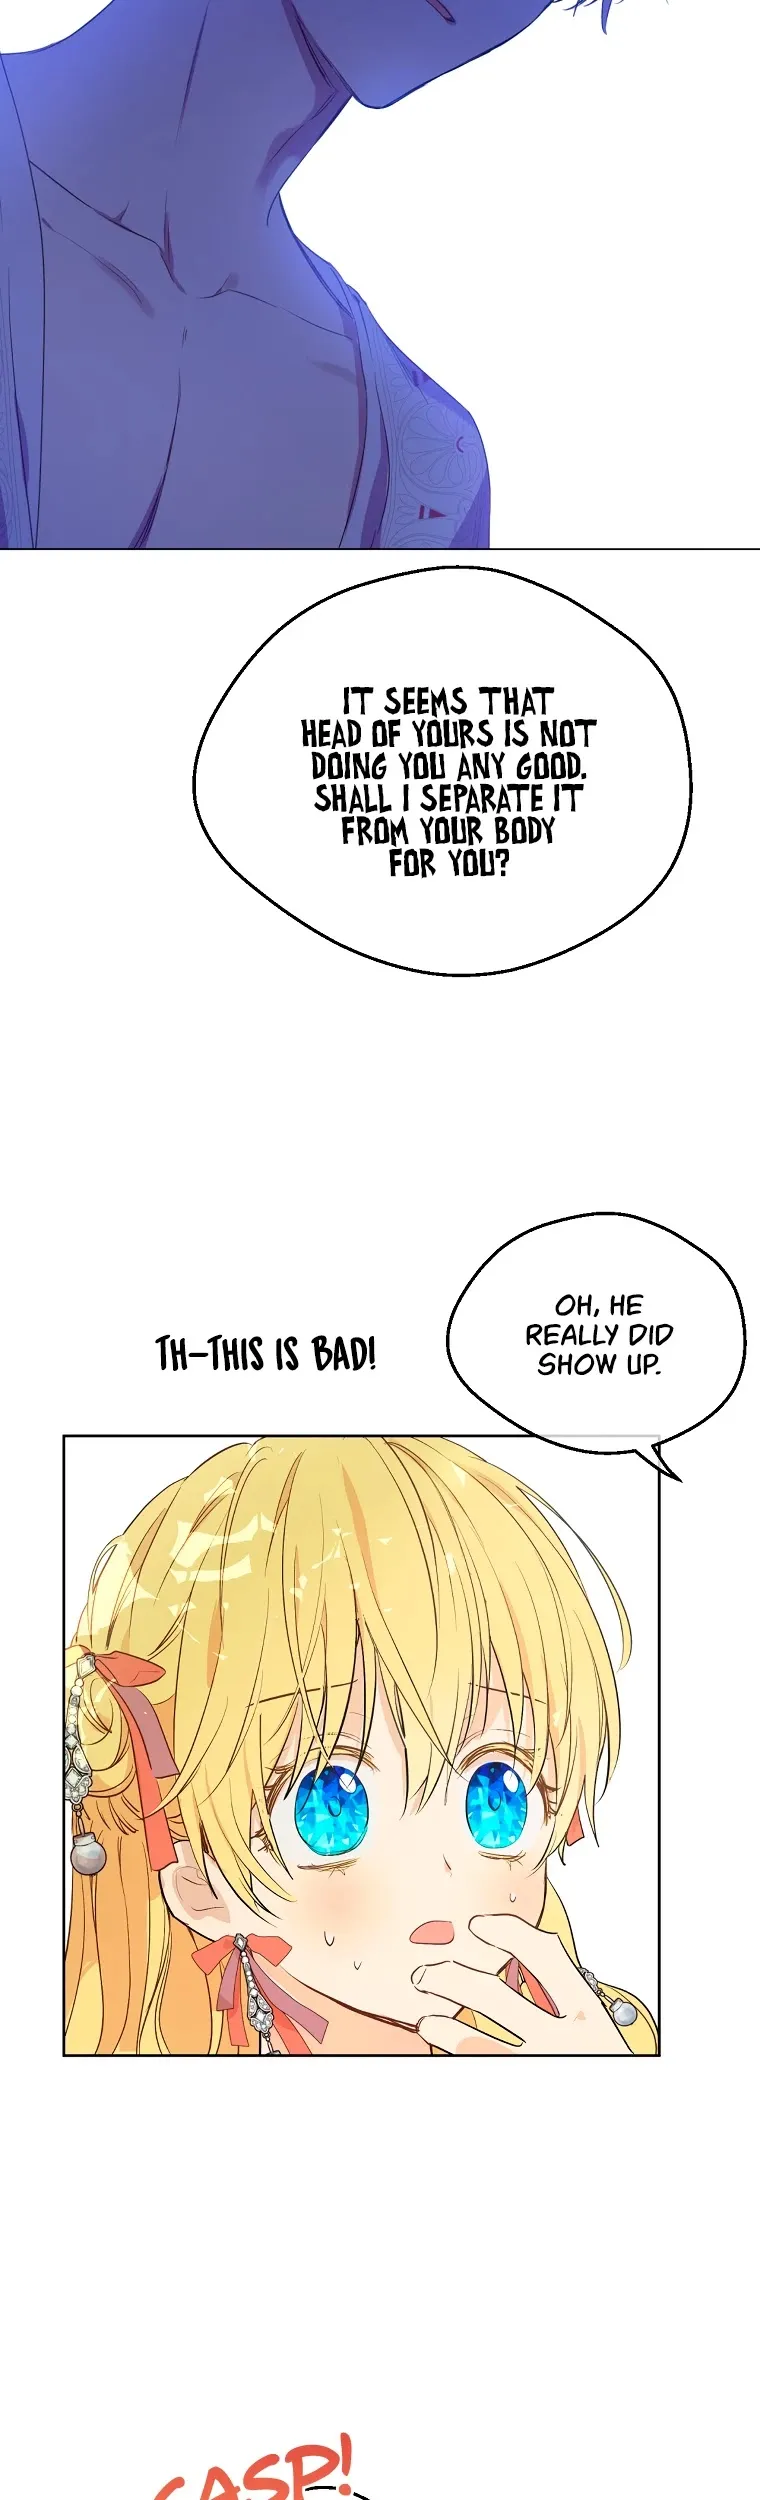 IT SEEMS THAT
HEAD OF YOURS IS NOT
DOING YOU ANY GOOD.
SHALL I SEPARATE IT
FROM YOUR BODY
FOR YOU?
OH, HE
REALLY DID
SHOW UP.
TH-THIS IS BAD!
GASP!